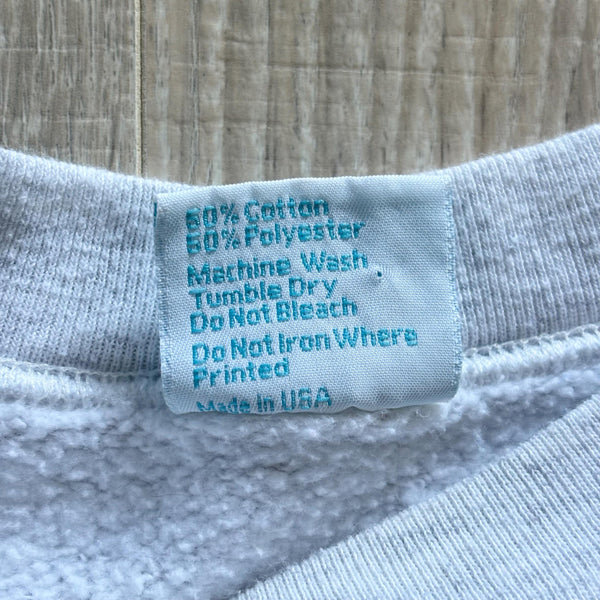 50% Cotton
50% Polyester
Machine Wash
Tumble Dry
Do Not Bleach
Do Not Iron Where
Printed
Made In USA